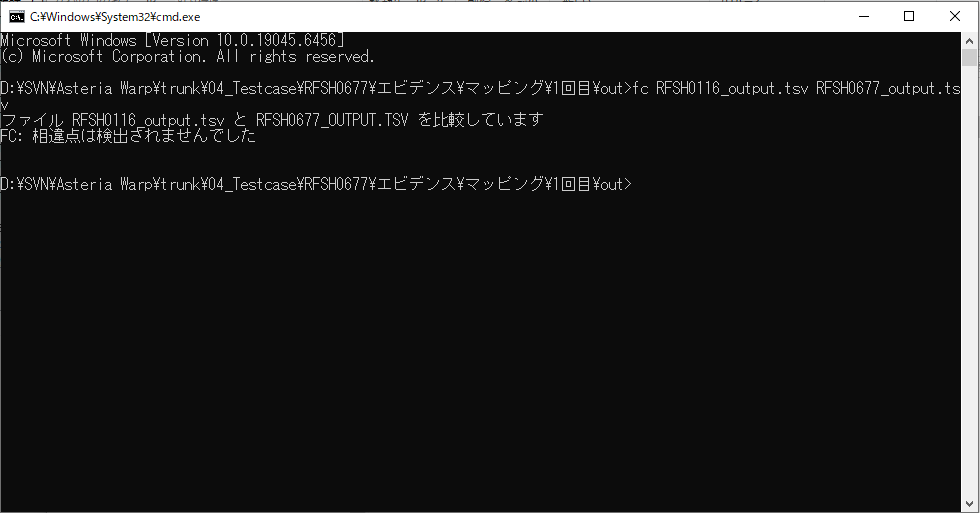 C:¥Windows¥System32¥cmd.exe
Microsoft Windows [Version 10.0.19045.6456]
(c) Microsoft Corporation. All rights reserved.
D:¥SVN¥Asteria Warp¥trunk¥04_Testcase¥RFSH0677¥エビデンス¥マッピング¥1回目¥out>fc RFSH0116_output.tsv RFSH0677_output.ts
v
ファイル RFSH0116_output.tsv と RFSH0677_OUTPUT.TSV を比較しています
FC: 相違点は検出されませんでした
D:¥SVN¥Asteria Warp¥trunk¥04_Testcase¥RFSH0677¥エビデンス¥マッピング¥1回目¥out>